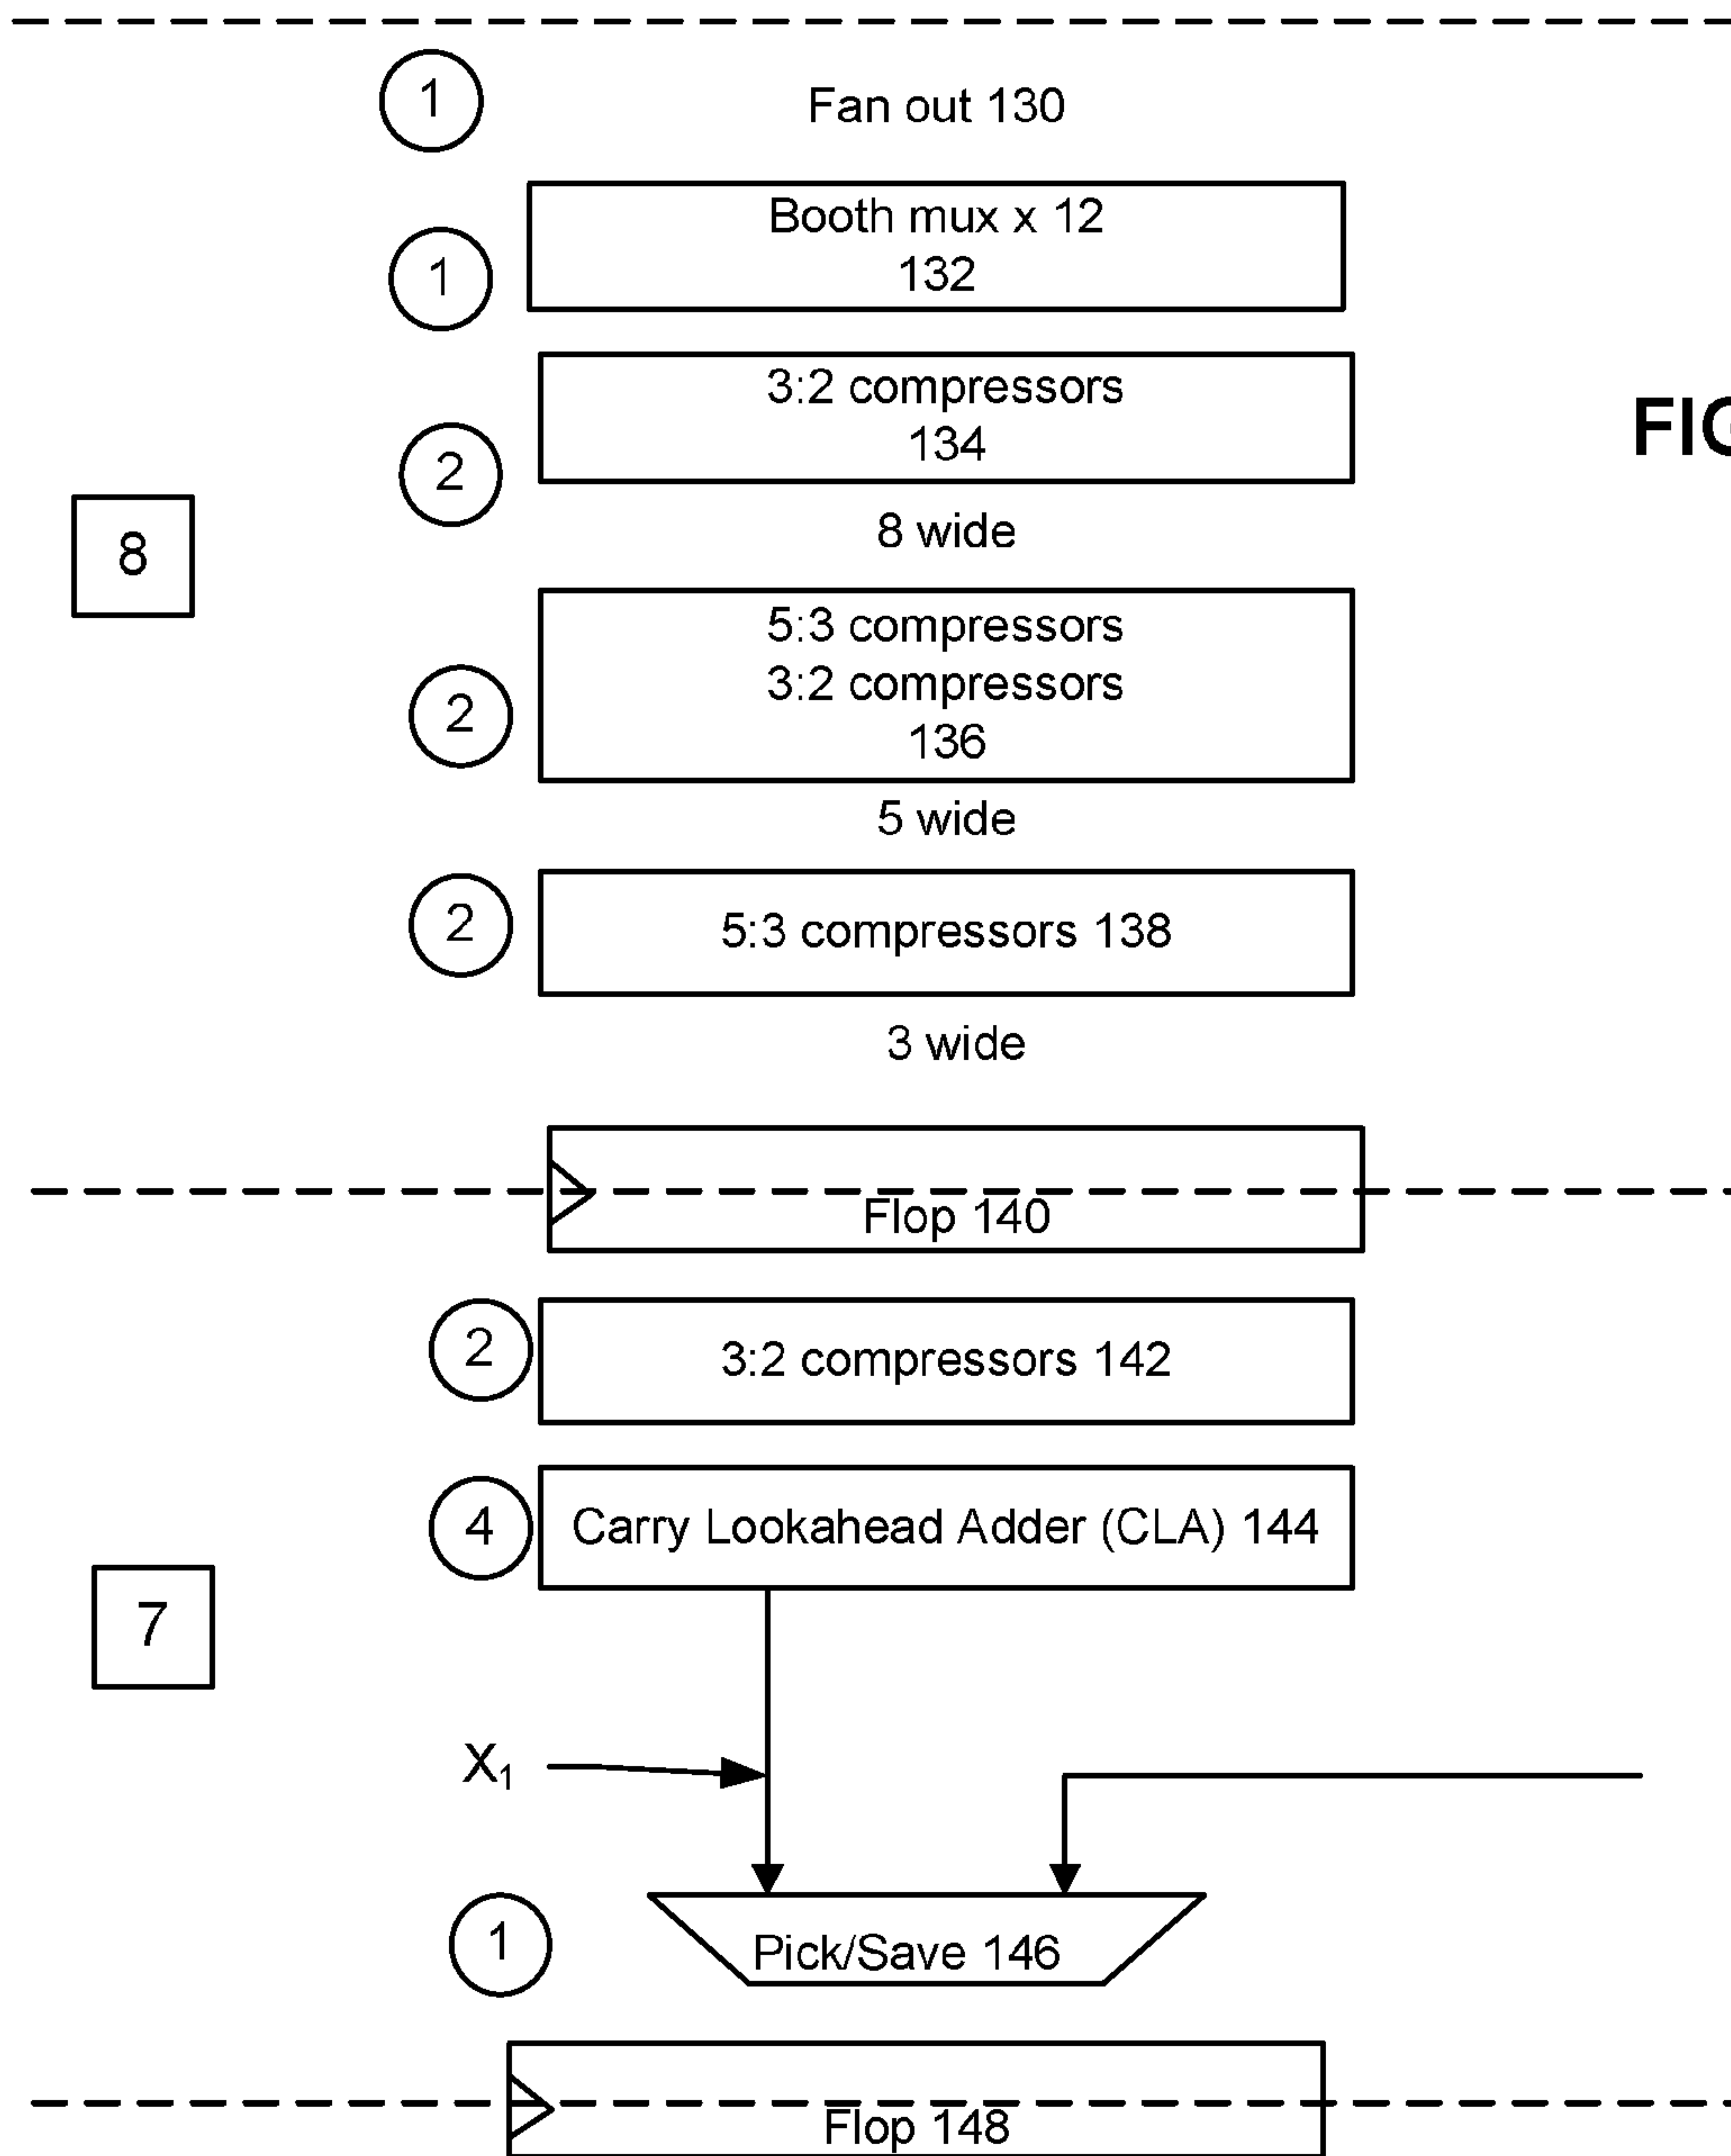 1
Fan out 130
Booth mux x 12
132
1
3:2 compressors
134
2
8 wide
8
5:3 compressors
3:2 compressors
136
2
5 wide
2
5:3 compressors 138
3 wide
Flop 140
2
3:2 compressors 142
4
Carry Lookahead Adder (CLA) 144
7
X₁
1
Pick/Save 146
Flop 148